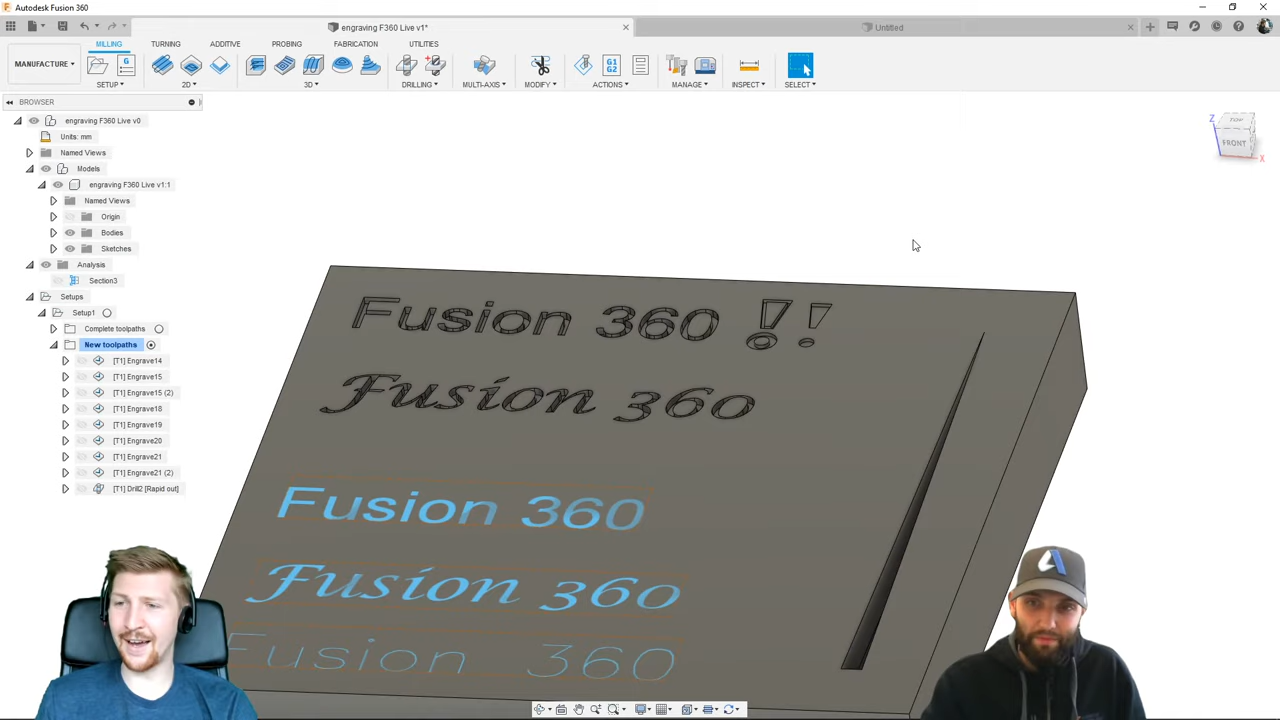 Autodesk Fusion 360
engraving F360 Live v1*
Untitled
MILLING TURNING ADDITIVE PROBING FABRICATION UTILITIES
MANUFACTURE
SETUP 2D 3D DRILLING MULTI-AXIS MODIFY ACTIONS MANAGE INSPECT SELECT
G
G1
G2
BROWSER
engraving F360 Live v0
Units: mm
Named Views
Models
engraving F360 Live v1:1
Named Views
Origin
Bodies
Sketches
Analysis
Section3
Setups
Setup1
Complete toolpaths
New toolpaths
[T1] Engrave14
[T1] Engrave15
[T1] Engrave15 (2)
[T1] Engrave18
[T1] Engrave19
[T1] Engrave20
[T1] Engrave21
[T1] Engrave21 (2)
[T1] Drill2 [Rapid out]
Z
TOP
FRONT
X
Fusion 360 !!
Fusion 360
Fusion 360
Fusion 360
Fusion 360